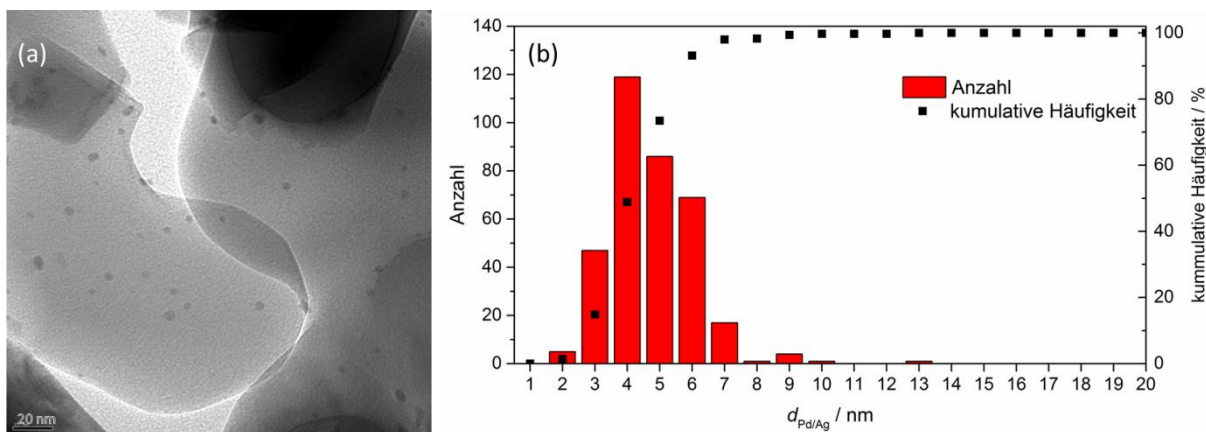 (a)
20 nm
(b)
Anzahl
kumulative Häufigkeit
140
120
100
80
60
40
20
0
Anzahl
100
80
60
40
20
0
kummulative Häufigkeit / %
1 2 3 4 5 6 7 8 9 10 11 12 13 14 15 16 17 18 19 20
d Pd/Ag / nm